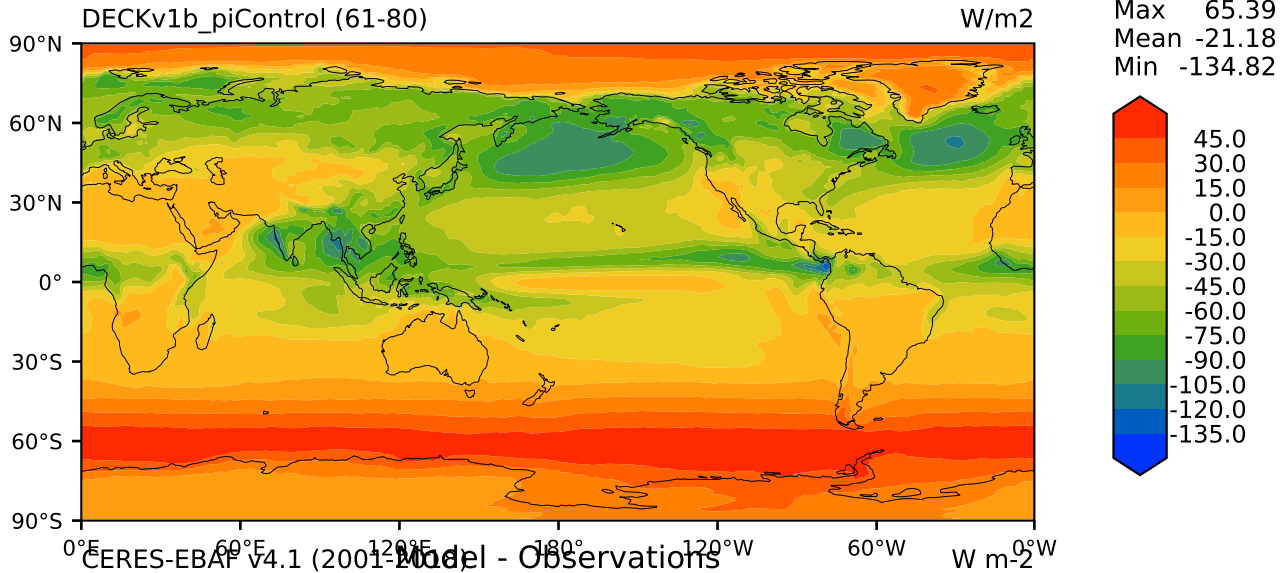 DECKv1b_piControl (61-80) W/m2
Max 65.39
Mean -21.18
Min -134.82
90°N
60°N
30°N
0°
30°S
60°S
90°S
45.0
30.0
15.0
0.0
-15.0
-30.0
-45.0
-60.0
-75.0
-90.0
-105.0
-120.0
-135.0
0°E 60°E 120°E 180° 120°W 60°W 0°W
CERES-EBAF v4.1 (2001-2018) Model - Observations W m-2